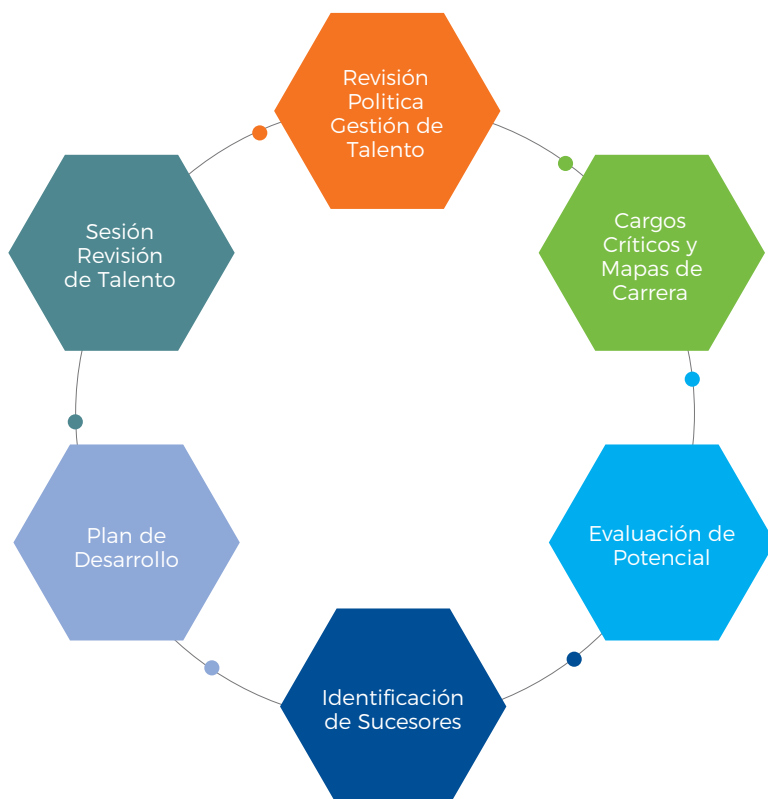 Revisión
Politica
Gestión de
Talento
Cargos
Críticos y
Mapas de
Carrera
Evaluación de
Potencial
Identificación
de Sucesores
Plan de
Desarrollo
Sesión
Revisión
de Talento